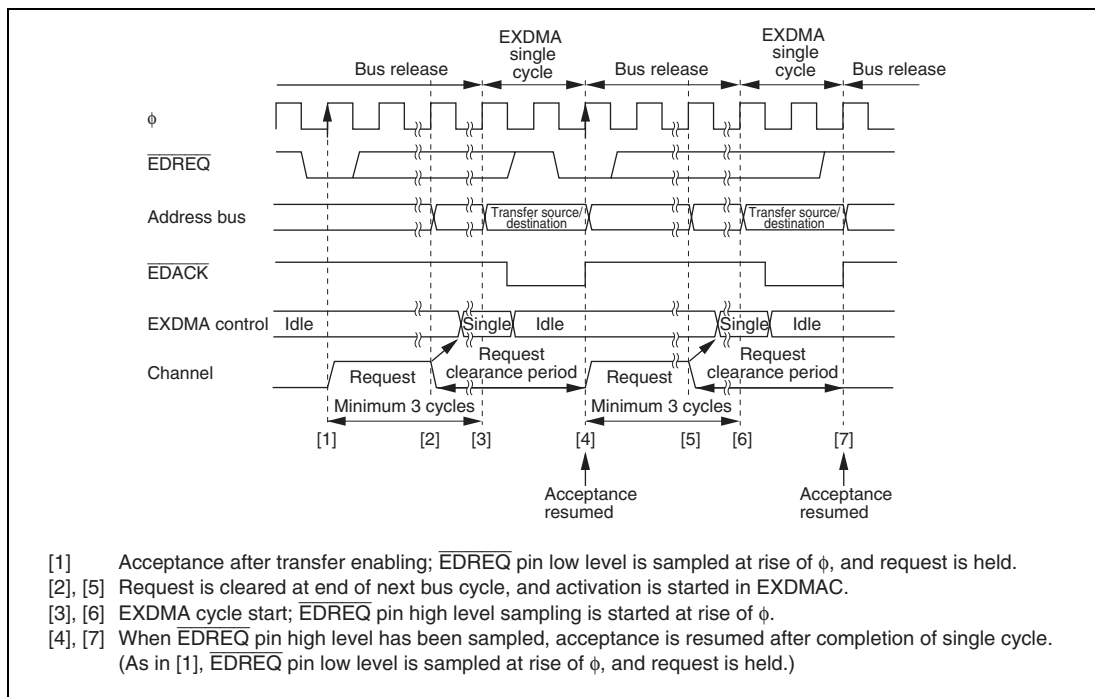 EXDMA
single
cycle
EXDMA
single
cycle
Bus release
Bus release
Bus release
φ
EDREQ
Address bus
Transfer source/
destination
Transfer source/
destination
EDACK
EXDMA control
Idle
Single
Idle
Single
Idle
Channel
Request
Request
clearance period
Request
Request
clearance period
Minimum 3 cycles
Minimum 3 cycles
[1]
[2]
[3]
[4]
[5]
[6]
[7]
Acceptance
resumed
Acceptance
resumed
[1] Acceptance after transfer enabling; EDREQ pin low level is sampled at rise of φ, and request is held.
[2], [5] Request is cleared at end of next bus cycle, and activation is started in EXDMAC.
[3], [6] EXDMA cycle start; EDREQ pin high level sampling is started at rise of φ.
[4], [7] When EDREQ pin high level has been sampled, acceptance is resumed after completion of single cycle.
(As in [1], EDREQ pin low level is sampled at rise of φ, and request is held.)